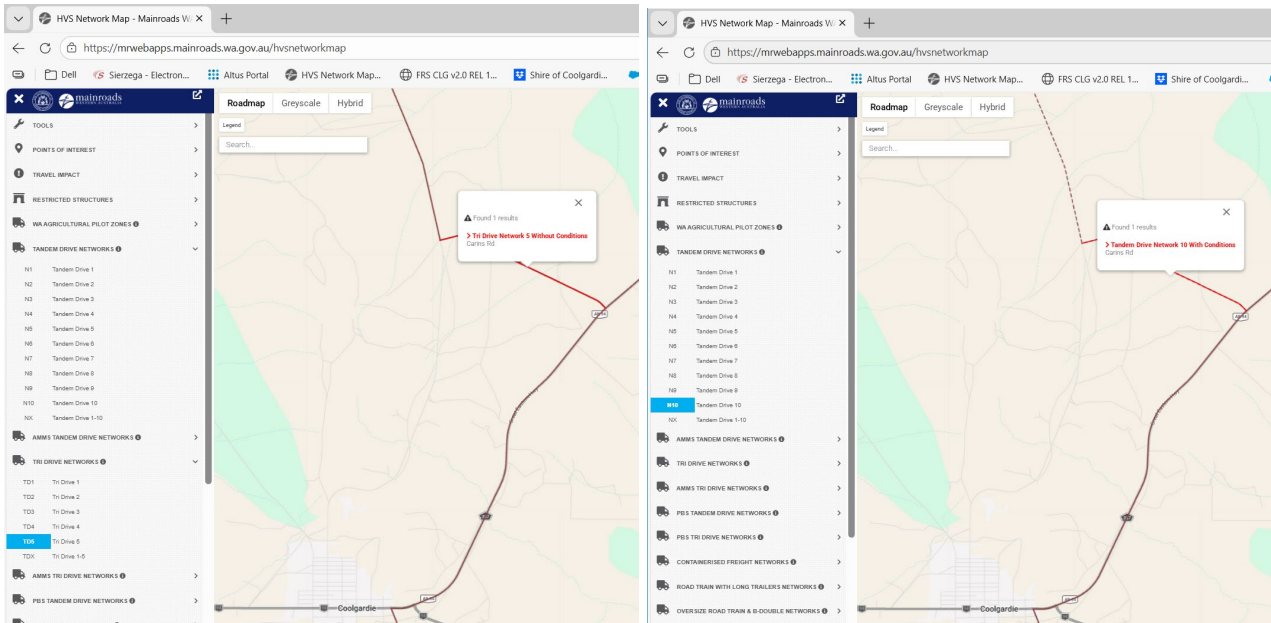 HVS Network Map - Mainroads W
https://mrwebapps.mainroads.wa.gov.au/hvsnetworkmap
Dell
Sierzega - Electron...
Altus Portal
HVS Network Map...
FRS CLG v2.0 REL 1...
Shire of Coolgardi...
mainroads
WESTERN AUSTRALIA
TOOLS
POINTS OF INTEREST
TRAVEL IMPACT
RESTRICTED STRUCTURES
WA AGRICULTURAL PILOT ZONES
TANDEM DRIVE NETWORKS
N1 Tandem Drive 1
N2 Tandem Drive 2
N3 Tandem Drive 3
N4 Tandem Drive 4
N5 Tandem Drive 5
N6 Tandem Drive 6
N7 Tandem Drive 7
N8 Tandem Drive 8
N9 Tandem Drive 9
N10 Tandem Drive 10
NX Tandem Drive 1-10
AMMS TANDEM DRIVE NETWORKS
TRI DRIVE NETWORKS
TD1 Tri Drive 1
TD2 Tri Drive 2
TD3 Tri Drive 3
TD4 Tri Drive 4
TD5 Tri Drive 5
TDX Tri Drive 1-5
AMMS TRI DRIVE NETWORKS
PBS TANDEM DRIVE NETWORKS
Roadmap Greyscale Hybrid
Legend
Search...
Found 1 results
> Tri Drive Network 5 Without Conditions
Carins Rd
Coolgardie
HVS Network Map - Mainroads W
https://mrwebapps.mainroads.wa.gov.au/hvsnetworkmap
Dell
Sierzega - Electron...
Altus Portal
HVS Network Map...
FRS CLG v2.0 REL 1...
Shire of Coolgardi...
mainroads
WESTERN AUSTRALIA
TOOLS
POINTS OF INTEREST
TRAVEL IMPACT
RESTRICTED STRUCTURES
WA AGRICULTURAL PILOT ZONES
TANDEM DRIVE NETWORKS
N1 Tandem Drive 1
N2 Tandem Drive 2
N3 Tandem Drive 3
N4 Tandem Drive 4
N5 Tandem Drive 5
N6 Tandem Drive 6
N7 Tandem Drive 7
N8 Tandem Drive 8
N9 Tandem Drive 9
N10 Tandem Drive 10
NX Tandem Drive 1-10
AMMS TANDEM DRIVE NETWORKS
TRI DRIVE NETWORKS
AMMS TRI DRIVE NETWORKS
PBS TANDEM DRIVE NETWORKS
PBS TRI DRIVE NETWORKS
CONTAINERISED FREIGHT NETWORKS
ROAD TRAIN WITH LONG TRAILERS NETWORKS
OVERSIZE ROAD TRAIN & B-DOUBLE NETWORKS
Roadmap Greyscale Hybrid
Legend
Search...
Found 1 results
> Tandem Drive Network 10 With Conditions
Carins Rd
Coolgardie